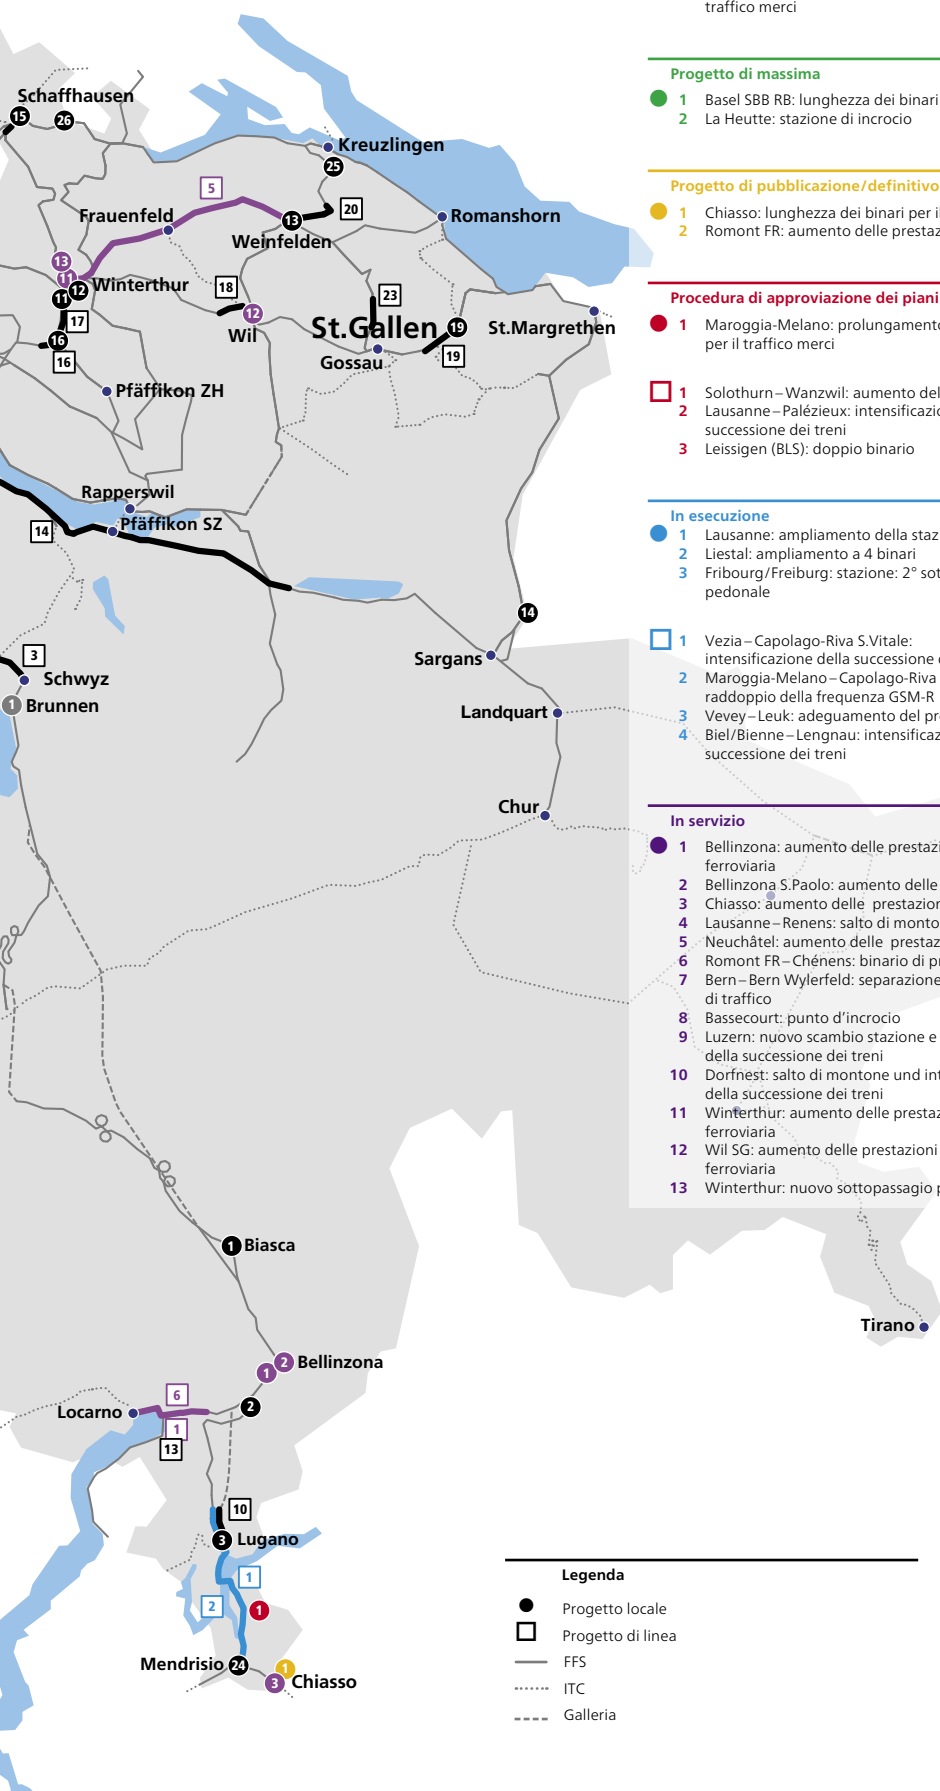 traffico merci
Progetto di massima
1 Basel SBB RB: lunghezza dei binari
2 La Heutte: stazione di incrocio
Progetto di pubblicazione/definitivo
1 Chiasso: lunghezza dei binari per il
2 Romont FR: aumento delle prestaz
Procedura di approviazione dei piani
1 Maroggia-Melano: prolungamento
per il traffico merci
1 Solothurn–Wanzwil: aumento del
2 Lausanne–Palézieux: intensificazio
successione dei treni
3 Leissigen (BLS): doppio binario
In esecuzione
1 Lausanne: ampliamento della staz
2 Liestal: ampliamento a 4 binari
3 Fribourg/Freiburg: stazione: 2° sot
pedonale
1 Vezia–Capolago-Riva S.Vitale:
intensificazione della successione
2 Maroggia-Melano–Capolago-Riva
raddoppio della frequenza GSM-R
3 Vevey–Leuk: adeguamento del pr
4 Biel/Bienne–Lengnau: intensificaz
successione dei treni
In servizio
1 Bellinzona: aumento delle prestazi
ferroviaria
2 Bellinzona S.Paolo: aumento delle
3 Chiasso: aumento delle prestazion
4 Lausanne–Renens: salto di monto
5 Neuchâtel: aumento delle prestaz
6 Romont FR–Chénens: binario di pr
7 Bern–Bern Wylerfeld: separazione
di traffico
8 Bassecourt: punto d’incrocio
9 Luzern: nuovo scambio stazione e
della successione dei treni
10 Dorfnest: salto di montone und int
della successione dei treni
11 Winterthur: aumento delle prestaz
ferroviaria
12 Wil SG: aumento delle prestazioni
ferroviaria
13 Winterthur: nuovo sottopassagio p
Schaffhausen
15
26
Kreuzlingen
25
5
20
Frauenfeld
13
Romanshorn
Weinfelden
13
11
12
Winterthur
11
18
23
17
12
St.Gallen
19
St.Margrethen
16
Wil
Gossau
19
16
Pfäffikon ZH
Rapperswil
14
Pfäffikon SZ
14
3
Sargans
Schwyz
1 Brunnen
Landquart
Chur
1 Biasca
Tirano
2 Bellinzona
1
6
Locarno
2
1
13
10
3 Lugano
1
2
1
Mendrisio 24
1
3 Chiasso
Legenda
Progetto locale
Progetto di linea
FFS
ITC
Galleria